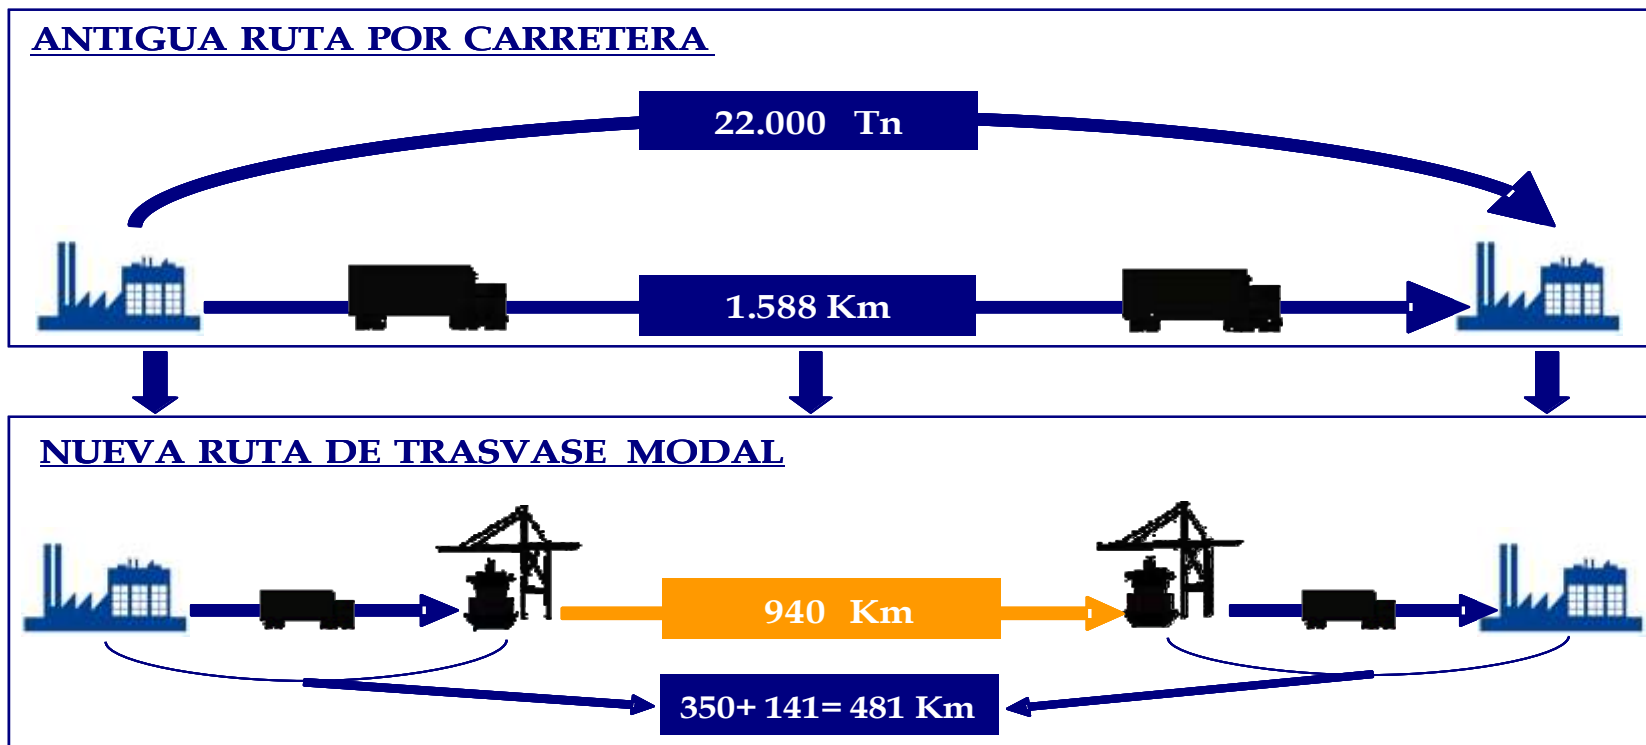 ANTIGUA RUTA POR CARRETERA
22.000 Tn
1.588 Km
NUEVA RUTA DE TRASVASE MODAL
940 Km
350+ 141= 481 Km